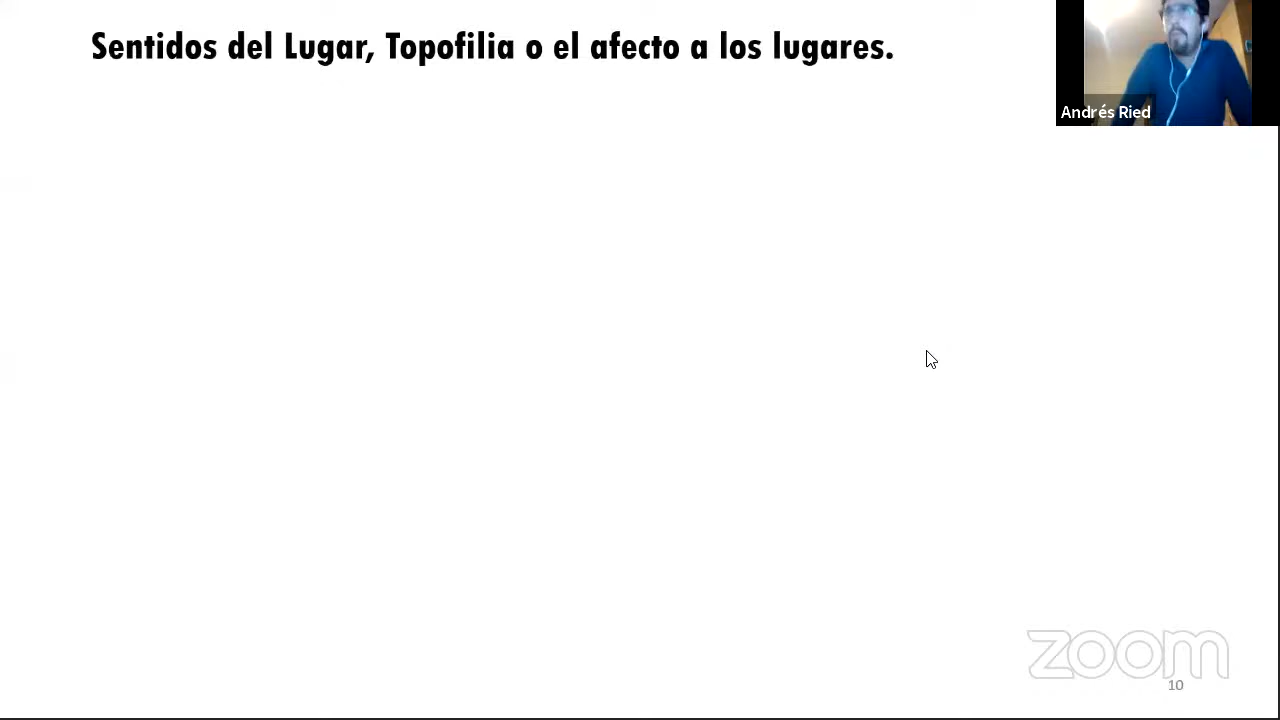 Sentidos del Lugar, Topofilia o el afecto a los lugares.
Andrés Ried
zoom
10